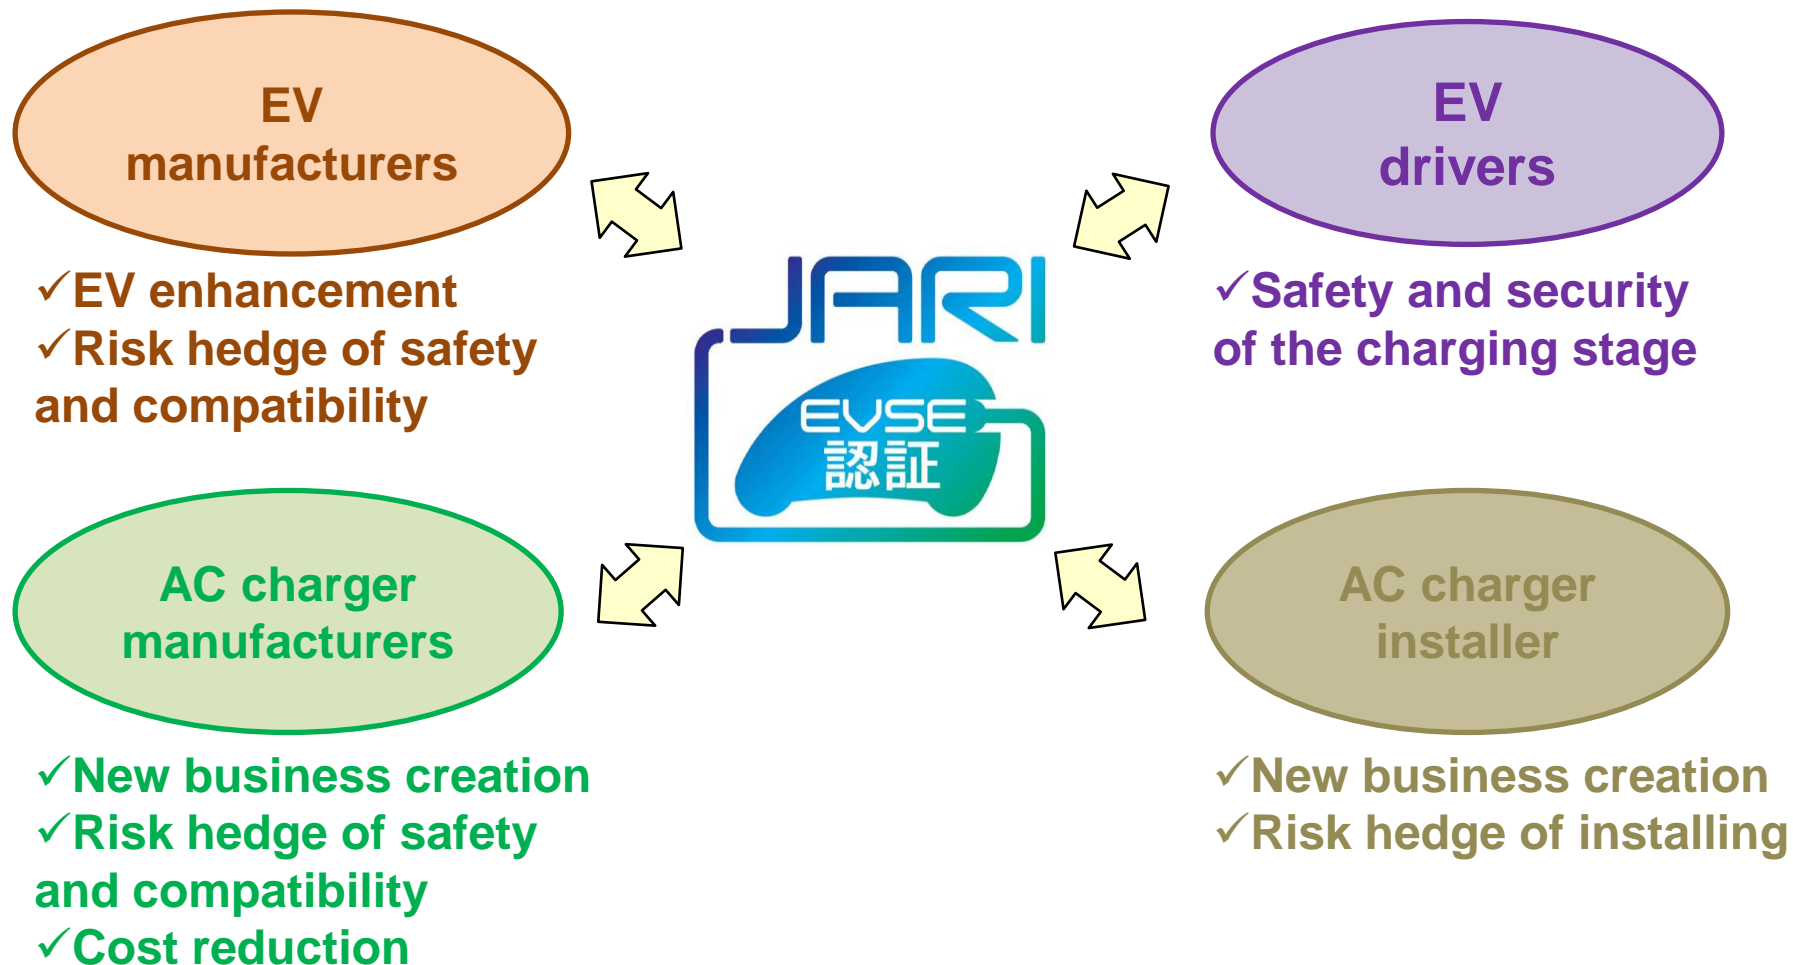 EV
manufacturers
✓EV enhancement
✓Risk hedge of safety
and compatibility
EV
drivers
✓Safety and security
of the charging stage
JARI
EVSE
認証
AC charger
manufacturers
✓New business creation
✓Risk hedge of safety
and compatibility
✓Cost reduction
AC charger
installer
✓New business creation
✓Risk hedge of installing